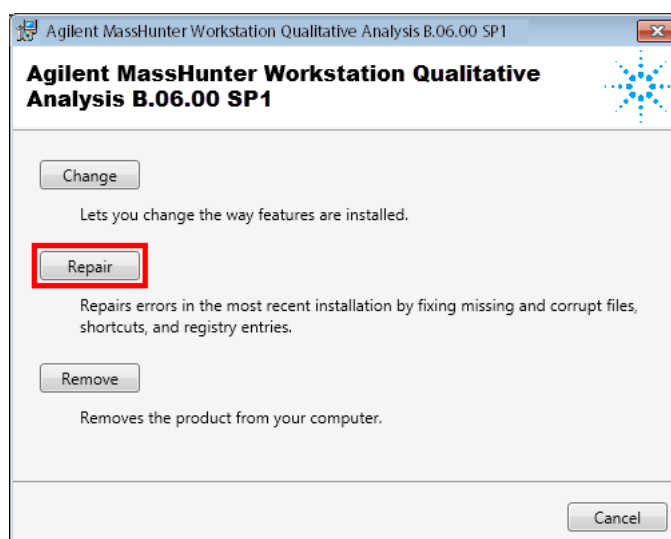 Agilent MassHunter Workstation Qualitative Analysis B.06.00 SP1
Agilent MassHunter Workstation Qualitative
Analysis B.06.00 SP1
Change
Lets you change the way features are installed.
Repair
Repairs errors in the most recent installation by fixing missing and corrupt files,
shortcuts, and registry entries.
Remove
Removes the product from your computer.
Cancel